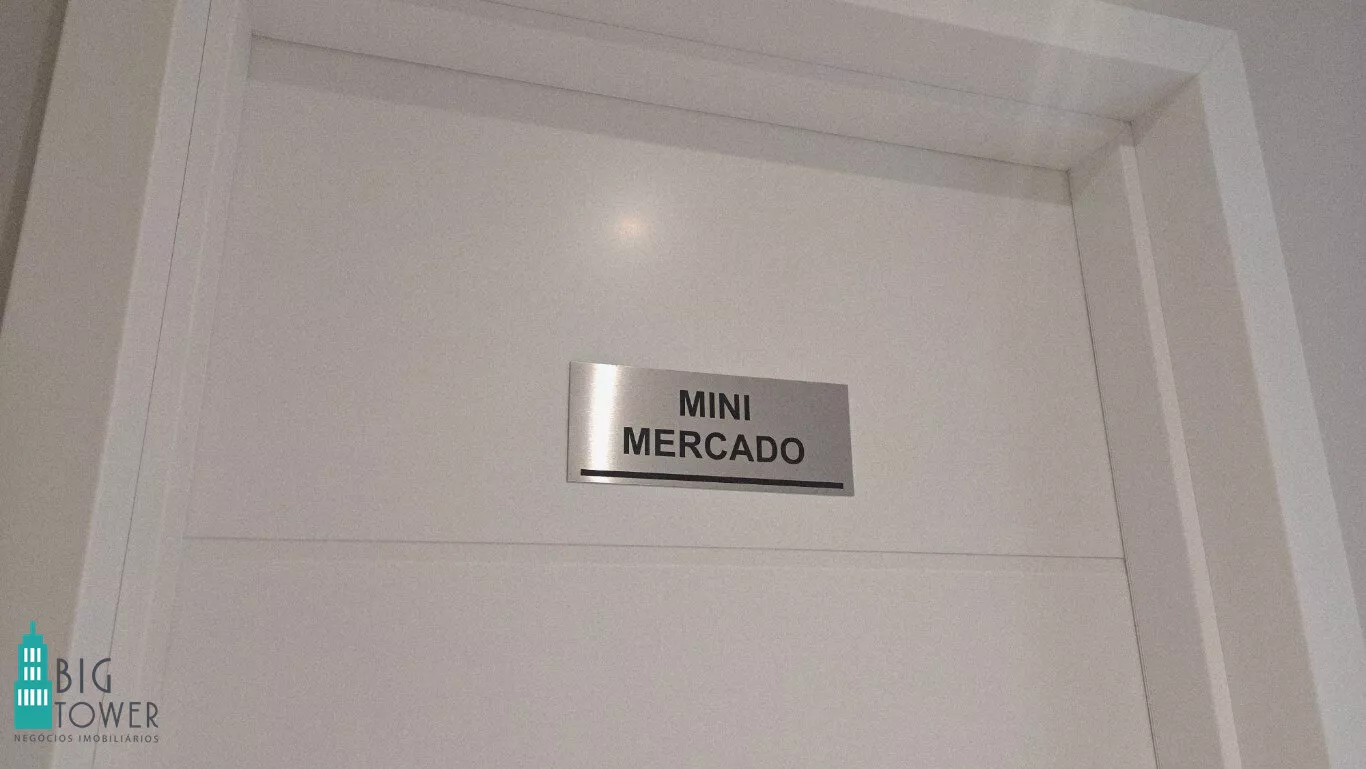 MINI
MERCADO
BIG
TOWER
NEGÓCIOS IMOBILIÁRIOS